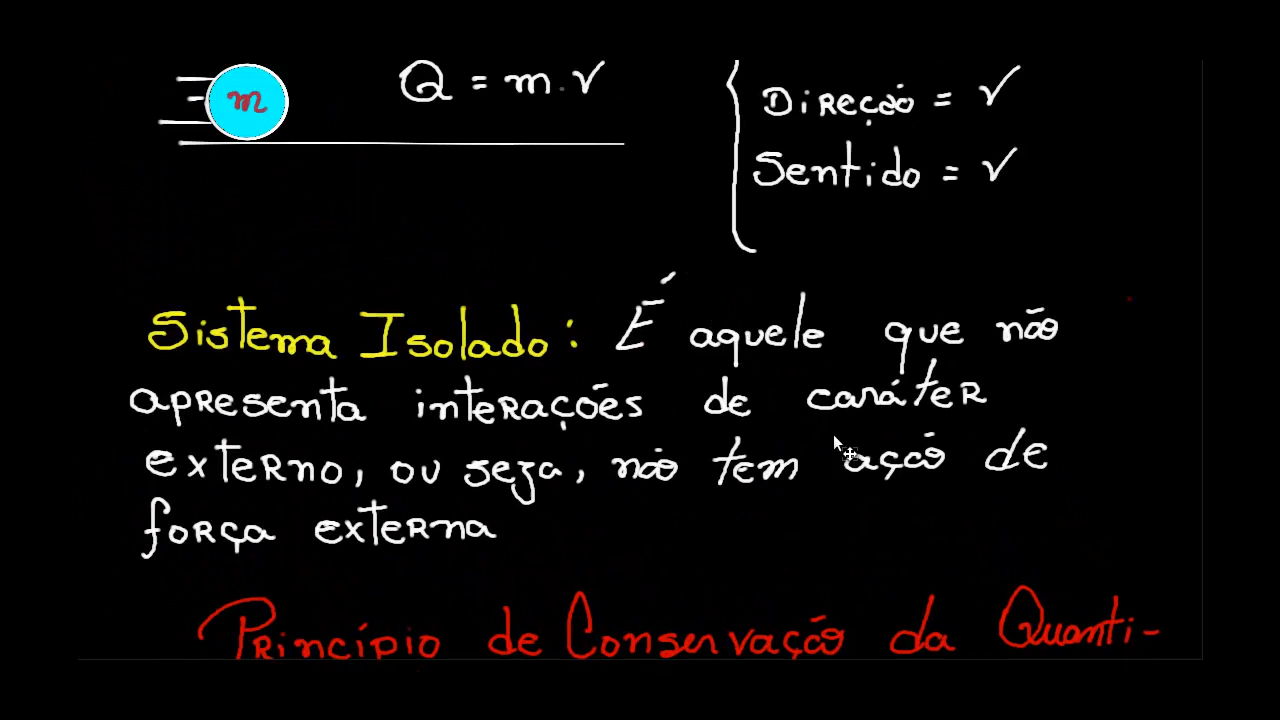 m
Q = m.v
Direção = v
Sentido = v
Sistema Isolado: É aquele que não
apresenta interações de caráter
externo, ou seja, não tem ação de
força externa
Princípio de Conservação da Quanti-